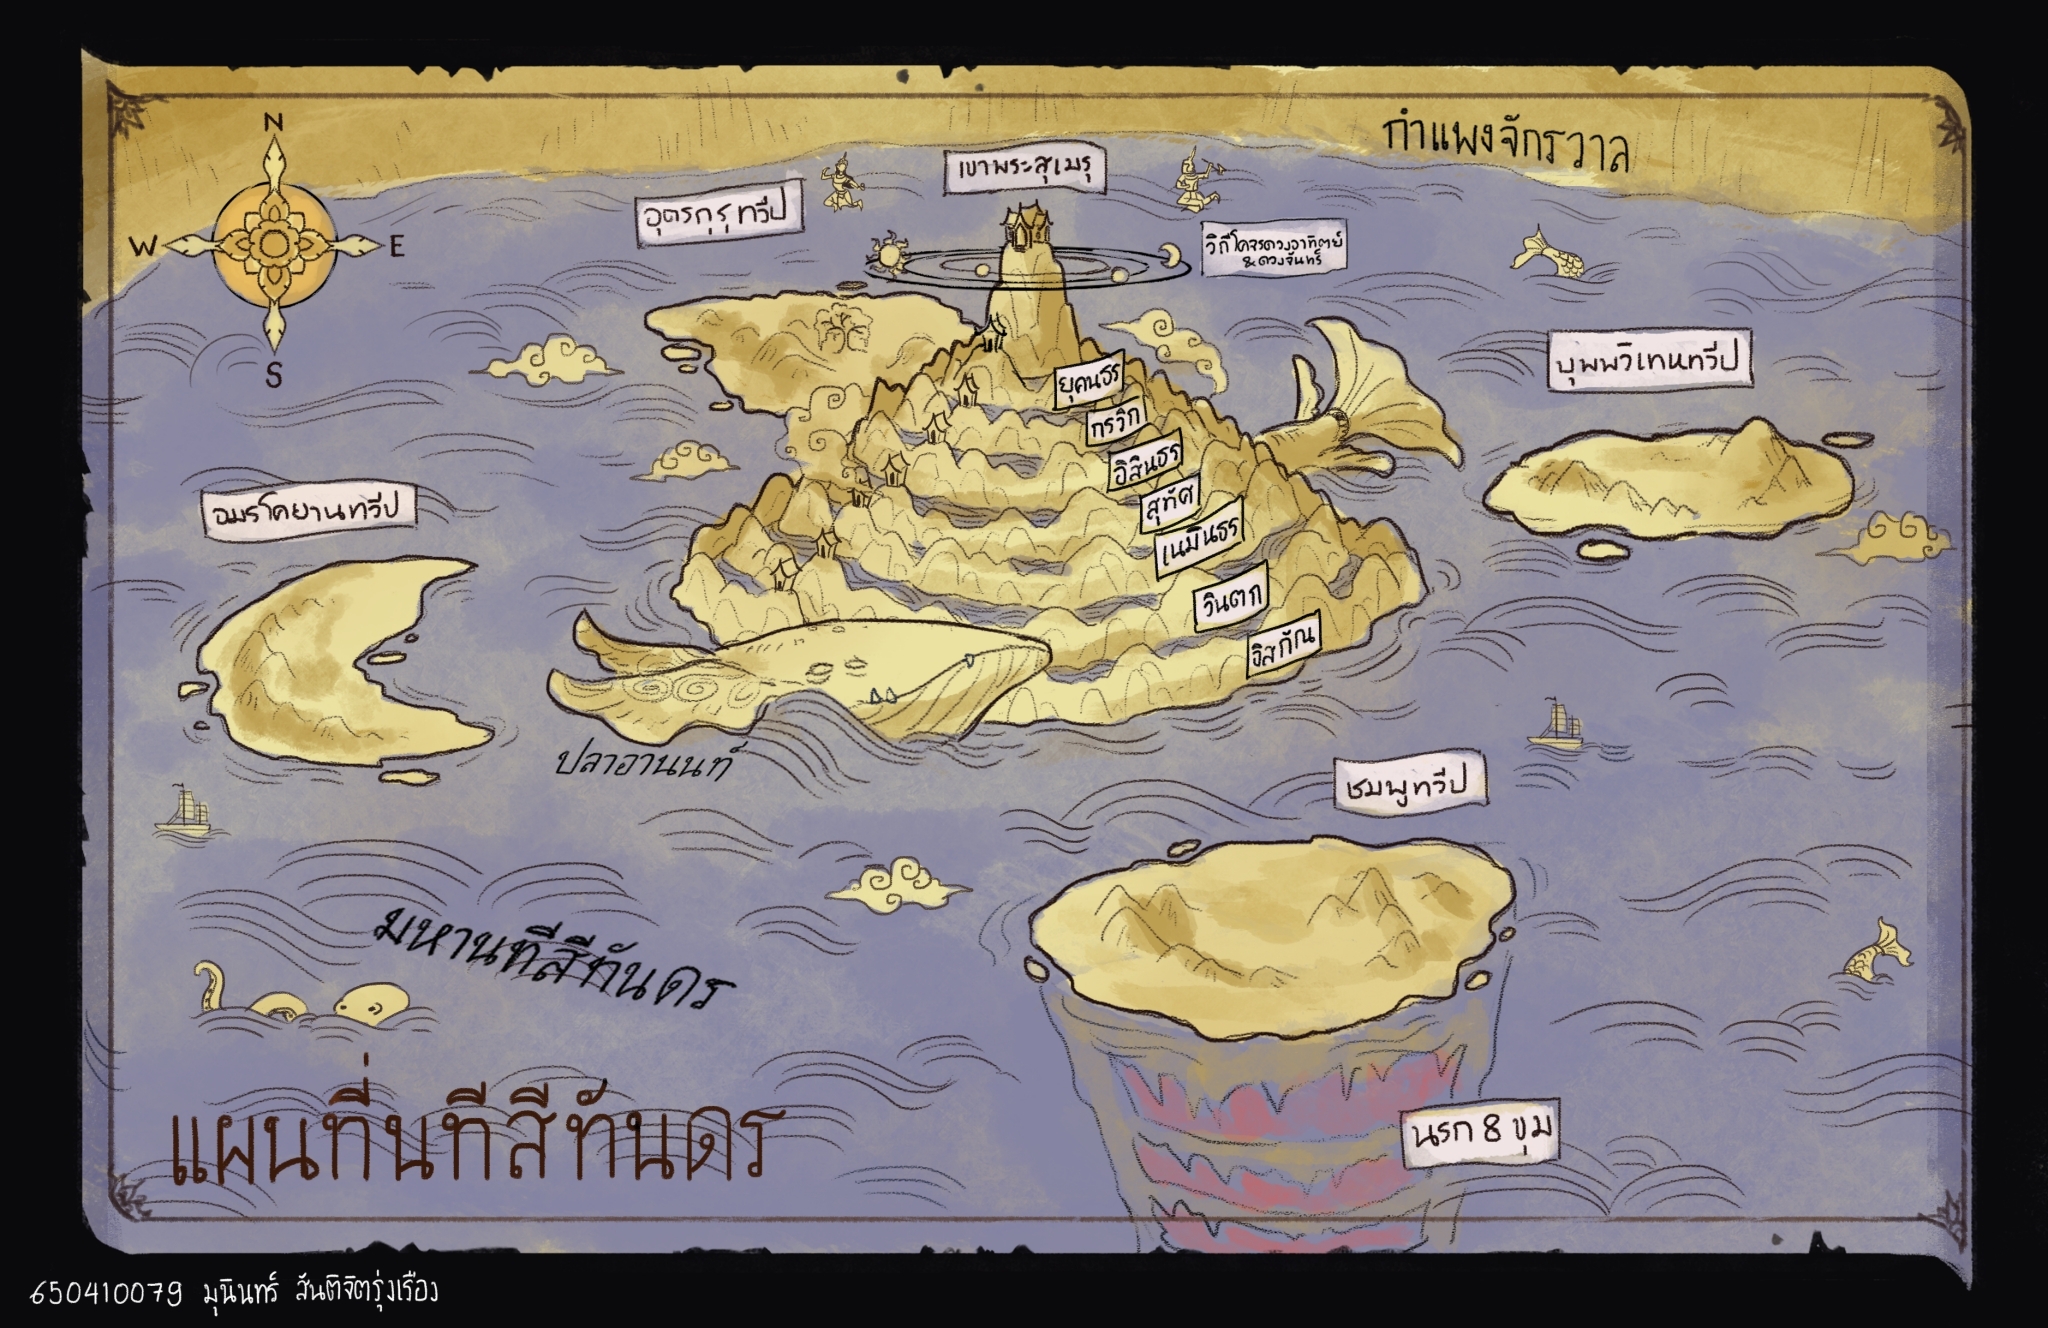 N
W
E
S
กำแพงจักรวาล
เขาพระสุเมรุ
อุตรกุรุทวีป
วิถีโคจรดวงอาทิตย์
& ดวงจันทร์
บุพพวิเทหทวีป
ยุคนธร
กรวิก
อิสินธร
สุทัศ
เนมินธร
วินตก
อัสกัณ
อมรโคยานทวีป
ปลาอานนท์
ชมพูทวีป
มหานทีสีทันดร
นรก 8 ขุม
แผนที่นทีสีทันดร
650410079 มุนินทร์ สันติจิตรุ่งเรือง